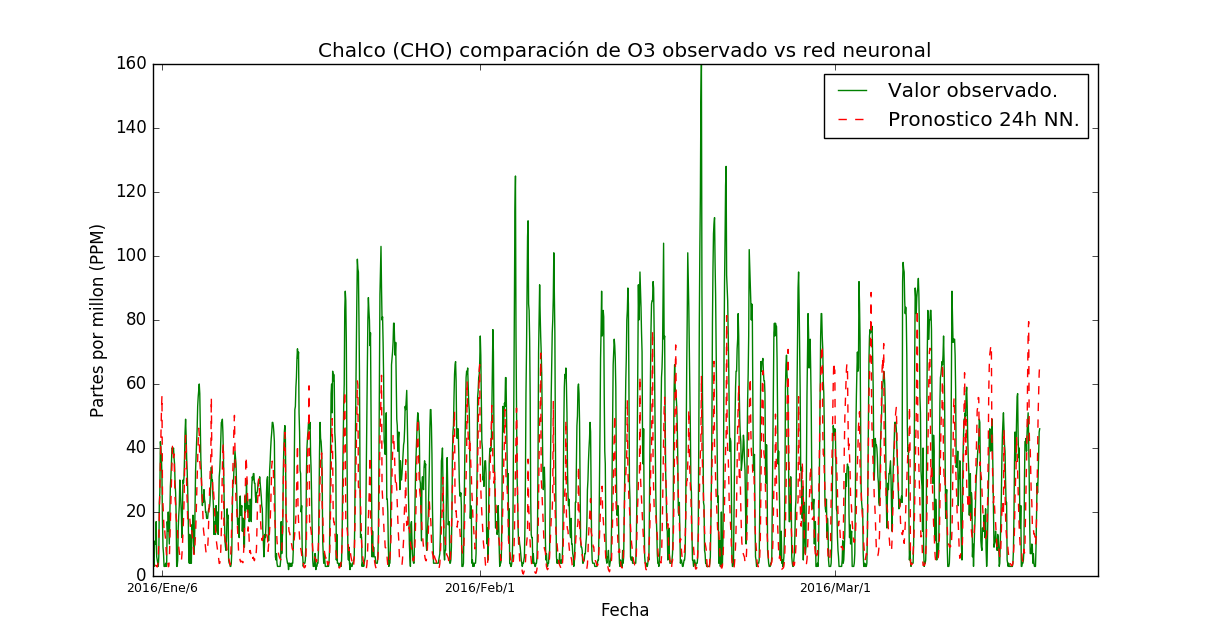 Chalco (CHO) comparación de O3 observado vs red neuronal
Valor observado.
Pronostico 24h NN.
Partes por millon (PPM)
160
140
120
100
80
60
40
20
0
2016/Ene/6
2016/Feb/1
2016/Mar/1
Fecha